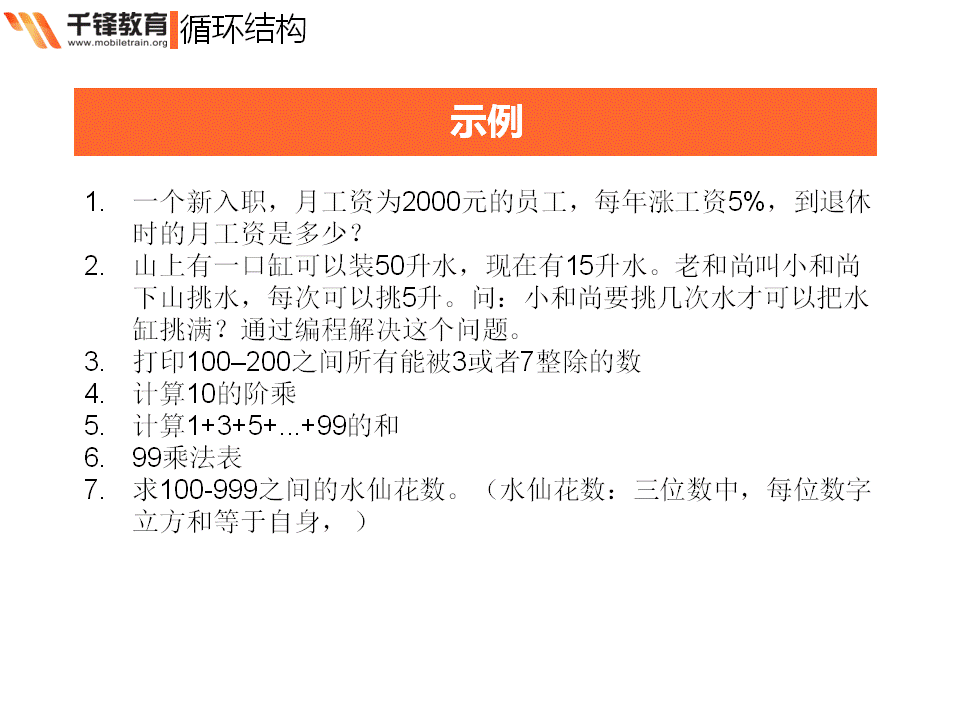 千锋教育 循环结构
www.mobiletrain.org
示例
1. 一个新入职，月工资为2000元的员工，每年涨工资5%，到退休
时的月工资是多少？
2. 山上有一口缸可以装50升水，现在有15升水。老和尚叫小和尚
下山挑水，每次可以挑5升。问：小和尚要挑几次水才可以把水
缸挑满？通过编程解决这个问题。
3. 打印100–200之间所有能被3或者7整除的数
4. 计算10的阶乘
5. 计算1+3+5+...+99的和
6. 99乘法表
7. 求100-999之间的水仙花数。（水仙花数：三位数中，每位数字
立方和等于自身， ）